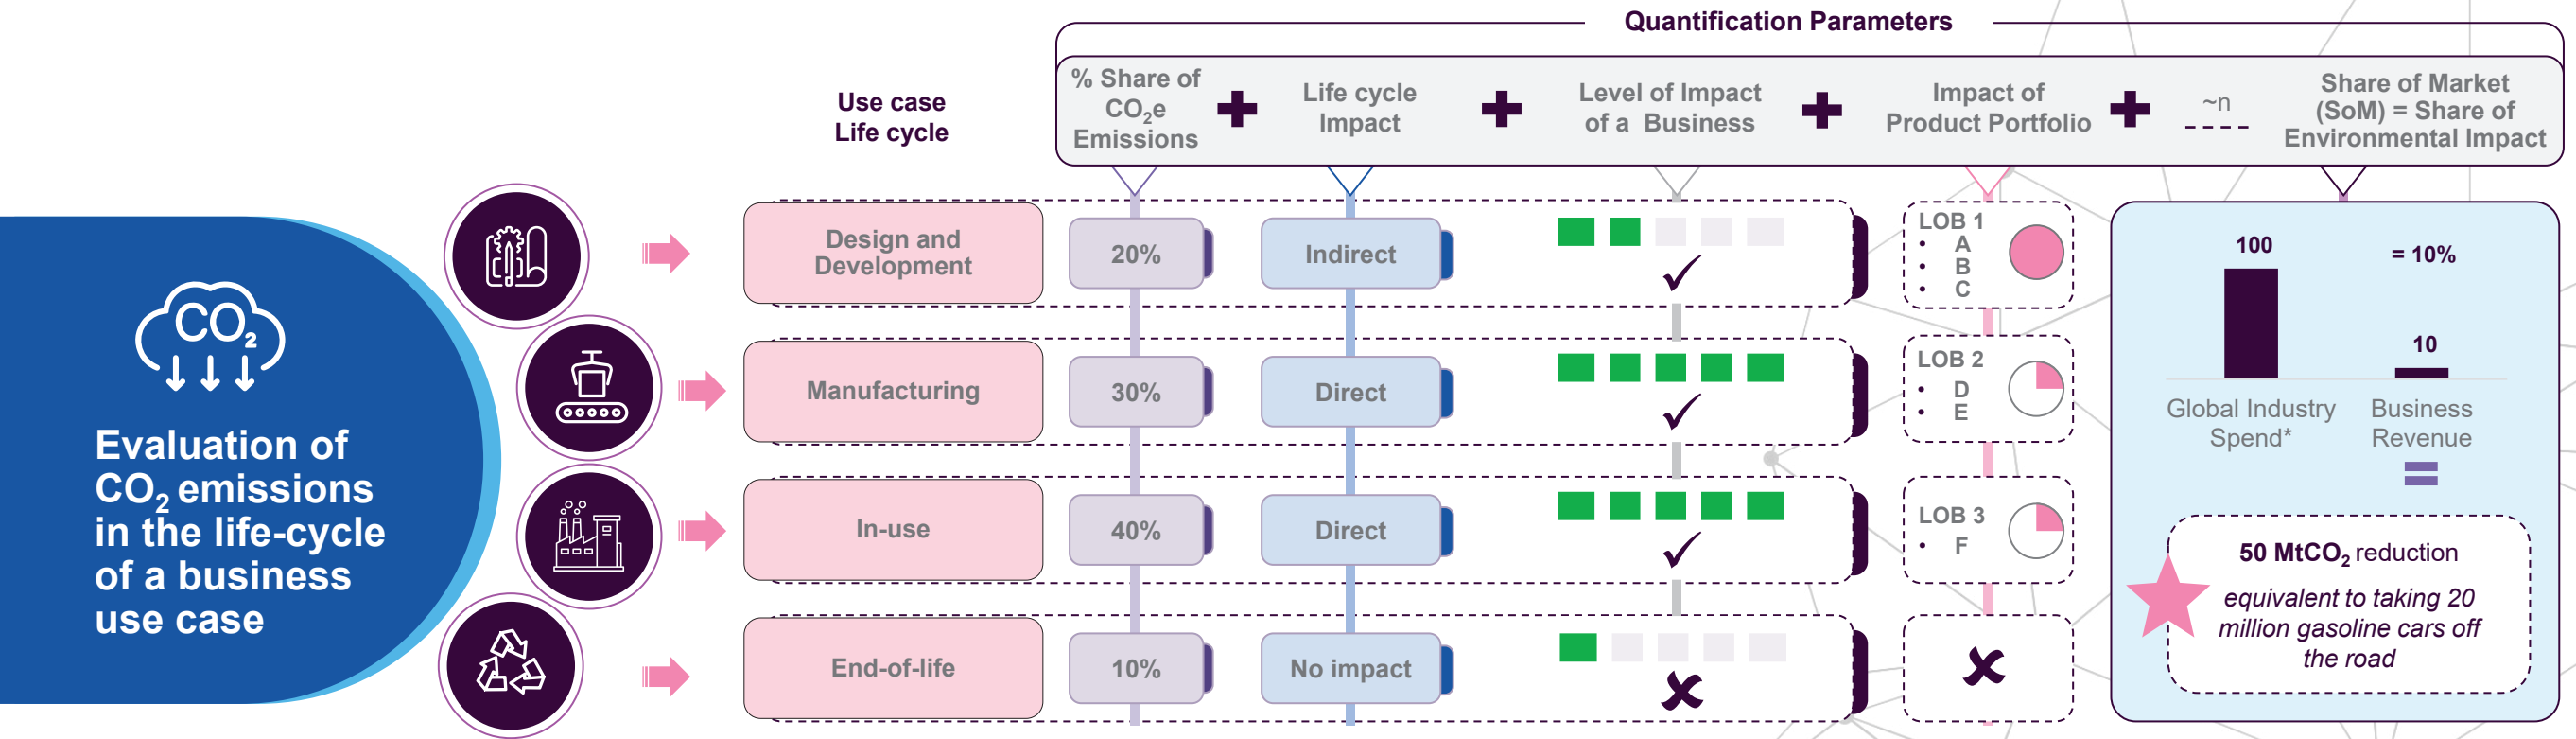 Quantification Parameters
Use case
Life cycle
% Share of
CO₂e
Emissions
Life cycle
Impact
Level of Impact
of a Business
Impact of
Product Portfolio
~n
Share of Market
(SoM) = Share of
Environmental Impact
CO₂
Evaluation of
CO₂ emissions
in the life-cycle
of a business
use case
Design and
Development
20%
Indirect
LOB 1
• A
• B
• C
Manufacturing
30%
Direct
LOB 2
• D
• E
In-use
40%
Direct
LOB 3
• F
End-of-life
10%
No impact
100
= 10%
10
Global Industry
Spend*
Business
Revenue
50 MtCO₂ reduction
equivalent to taking 20
million gasoline cars off
the road